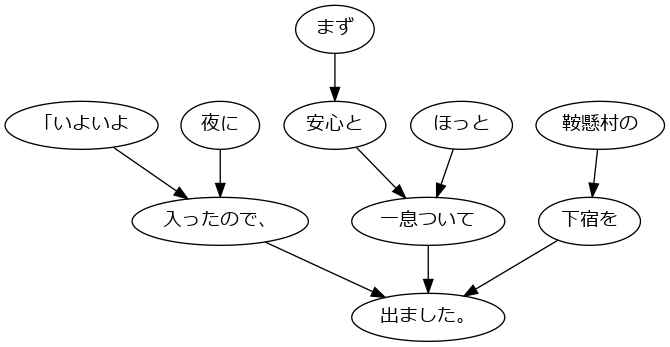 まず
「いよいよ
夜に
安心と
ほっと
鞍懸村の
入ったので、
一息ついて
下宿を
出ました。